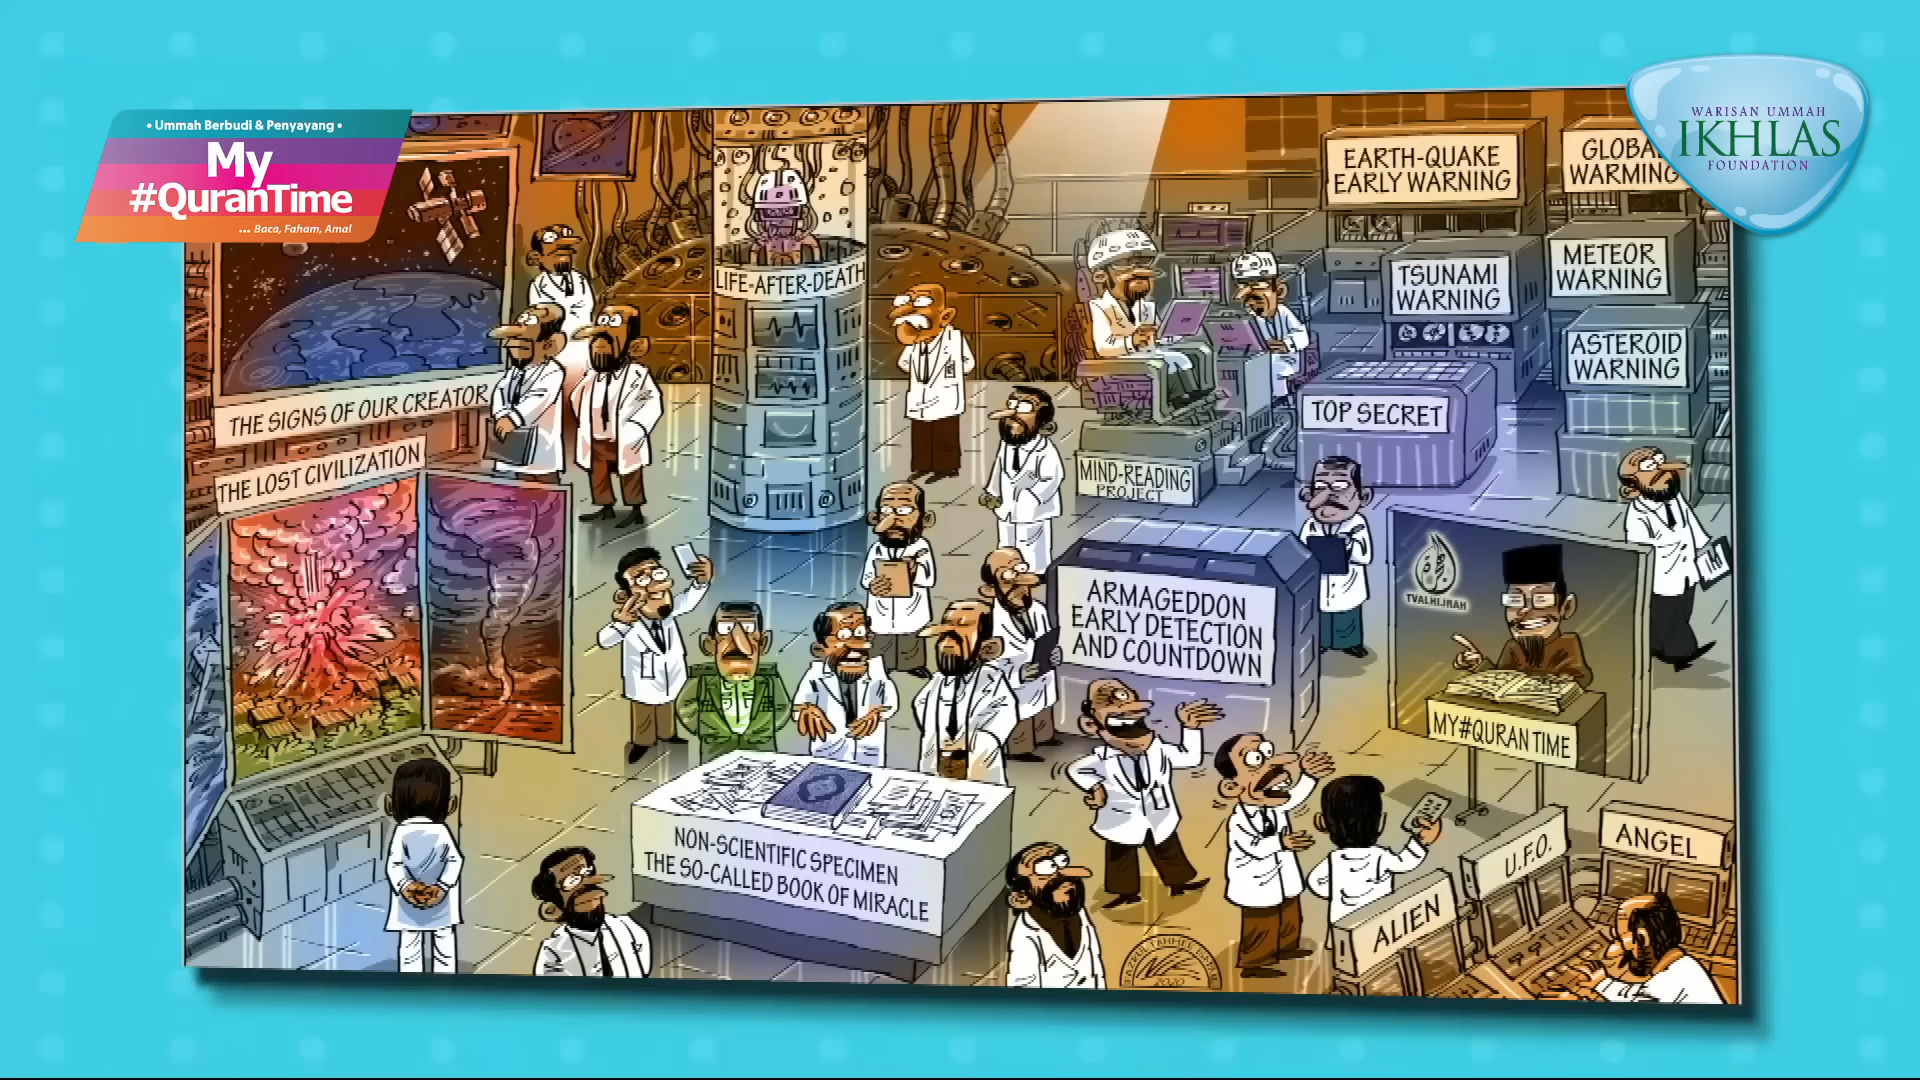 • Ummah Berbudi & Penyayang •
My
#QuranTime
... Baca, Faham, Amal
WARISAN UMMAH
IKHLAS
FOUNDATION
EARTH-QUAKE
EARLY WARNING
GLOBAL
WARMING
TSUNAMI
WARNING
METEOR
WARNING
ASTEROID
WARNING
LIFE-AFTER-DEATH
THE SIGNS OF OUR CREATOR
THE LOST CIVILIZATION
TOP SECRET
MIND-READING
PROJECT
ARMAGEDDON
EARLY DETECTION
AND COUNTDOWN
TVALHIJRAH
MY#QURAN TIME
NON-SCIENTIFIC SPECIMEN
THE SO-CALLED BOOK OF MIRACLE
ALIEN
U.F.O.
ANGEL
2020